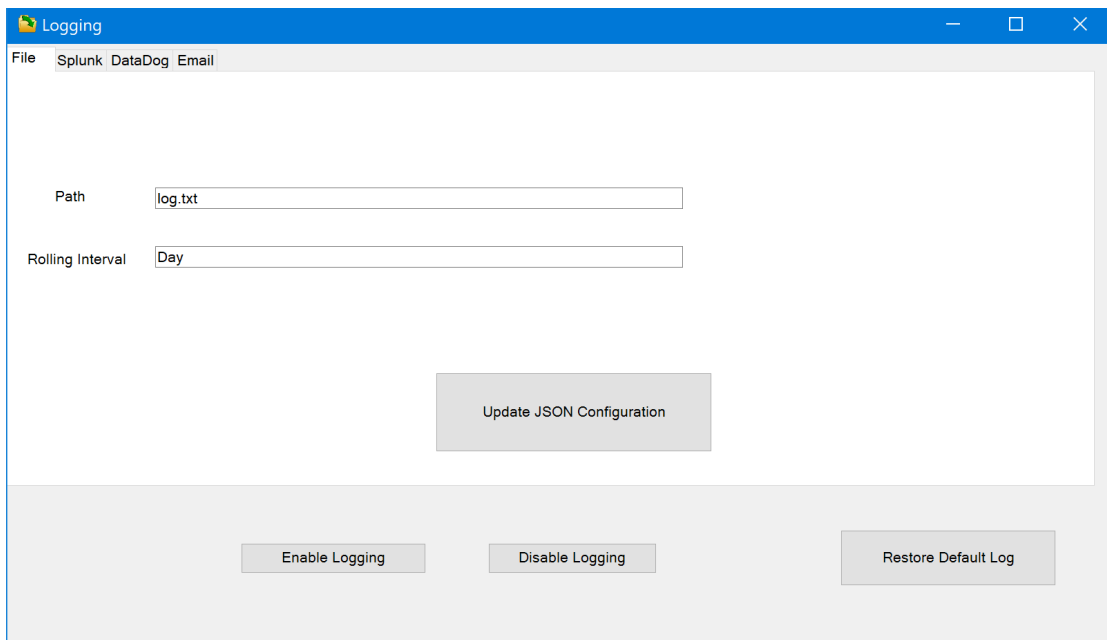 Logging
File Splunk DataDog Email
Path log.txt
Rolling Interval Day
Update JSON Configuration
Enable Logging Disable Logging Restore Default Log